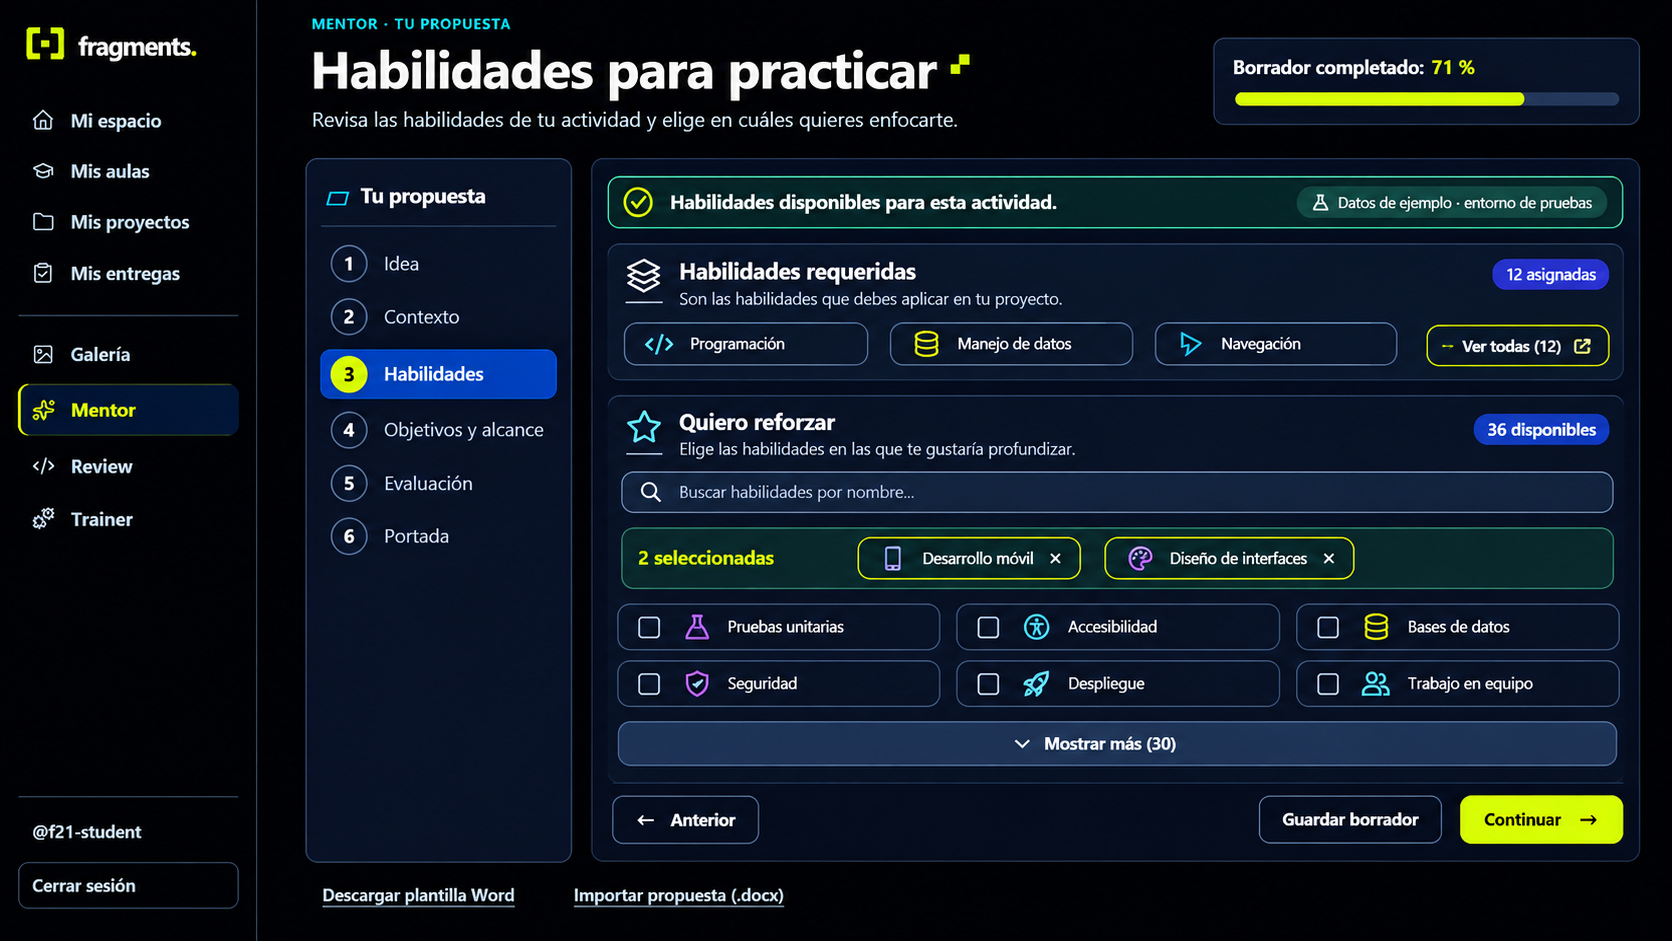 fragments.
Mi espacio
Mis aulas
Mis proyectos
Mis entregas
Galería
Mentor
Review
Trainer
@f21-student
Cerrar sesión
MENTOR · TU PROPUESTA
Habilidades para practicar
Revisa las habilidades de tu actividad y elige en cuáles quieres enfocarte.
Borrador completado: 71 %
Tu propuesta
1 Idea
2 Contexto
3 Habilidades
4 Objetivos y alcance
5 Evaluación
6 Portada
Habilidades disponibles para esta actividad.
Datos de ejemplo · entorno de pruebas
Habilidades requeridas
12 asignadas
Son las habilidades que debes aplicar en tu proyecto.
Programación
Manejo de datos
Navegación
Ver todas (12)
Quiero reforzar
36 disponibles
Elige las habilidades en las que te gustaría profundizar.
Buscar habilidades por nombre...
2 seleccionadas
Desarrollo móvil ×
Diseño de interfaces ×
Pruebas unitarias
Accesibilidad
Bases de datos
Seguridad
Despliegue
Trabajo en equipo
Mostrar más (30)
← Anterior
Guardar borrador
Continuar →
Descargar plantilla Word
Importar propuesta (.docx)